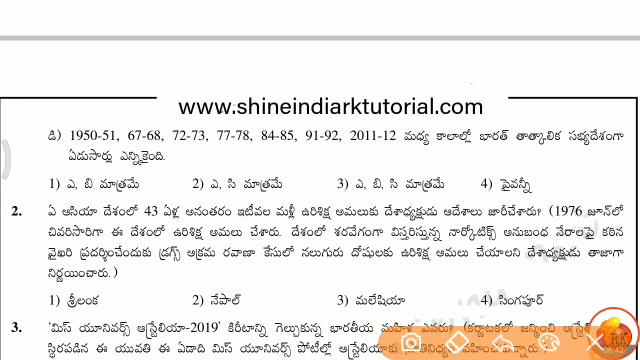 www.shineindiarktutorial.com
డి) 1950-51, 67-68, 72-73, 77-78, 84-85, 91-92, 2011-12 మధ్య కాలాల్లో భారత్ తాత్కాలిక సభ్యదేశంగా
ఏడుసార్లు ఎన్నికైంది.
1) ఎ, బి మాత్రమే 2) ఎ, సి మాత్రమే 3) ఎ, బి, సి మాత్రమే 4) పైవన్నీ
2. ఏ ఆసియా దేశంలో 43 ఏళ్ల అనంతరం ఇటీవల మళ్లీ ఉరిశిక్ష అమలుకు దేశాధ్యక్షుడు ఆదేశాలు జారీచేశారు? (1976 జూన్‌లో
చివరిసారిగా ఈ దేశంలో ఉరిశిక్ష అమలు చేశారు. దేశంలో శరవేగంగా విస్తరిస్తున్న నార్కోటిక్స్ అనుబంధ నేరాలపై కఠిన
వైఖరి ప్రదర్శించేందుకు డ్రగ్స్ అక్రమ రవాణా కేసులో నలుగురు దోషులకు ఉరిశిక్ష అమలు చేయాలని దేశాధ్యక్షుడు తాజాగా
నిర్ణయించారు.)
1) శ్రీలంక 2) నేపాల్ 3) మలేషియా 4) సింగపూర్
3. 'మిస్ యూనివర్స్ ఆస్ట్రేలియా-2019' కిరీటాన్ని గెల్చుకున్న భారతీయ మహిళ ఎవరు? (కర్ణాటకలో జన్మించి
స్థిరపడిన ఈ యువతి ఈ ఏడాది మిస్ యూనివర్స్ పోటీల్లో ఆస్ట్రేలియాకు
RK
05:42